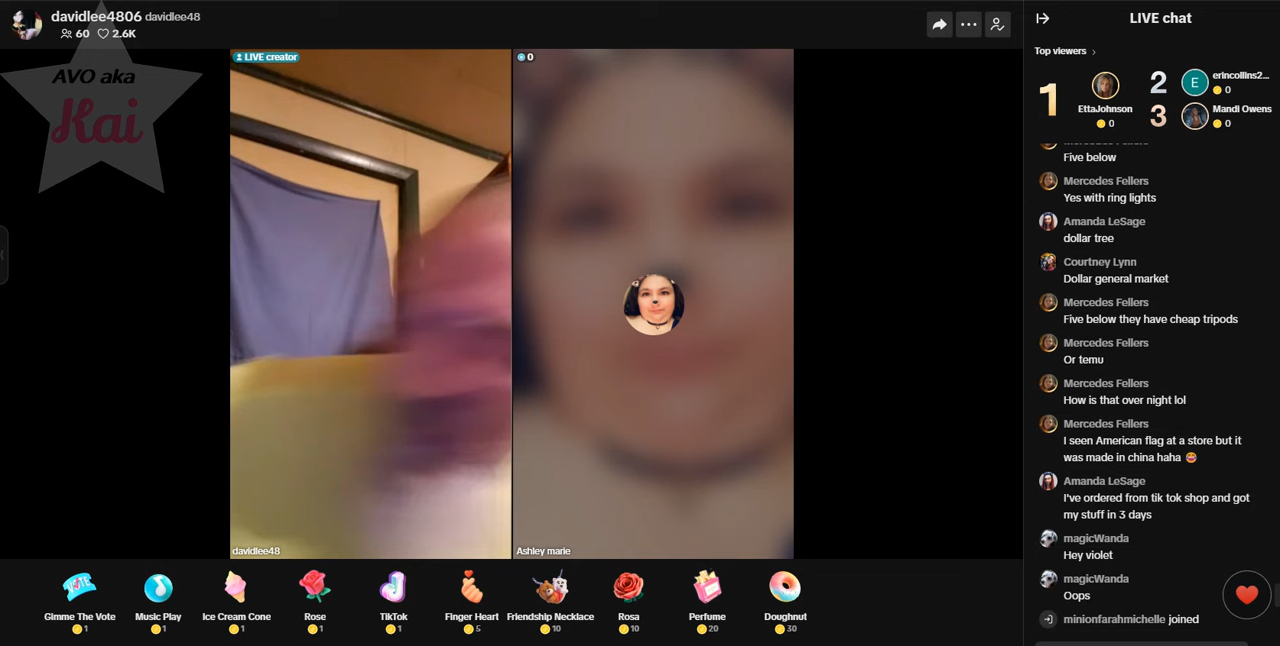 davidlee4806 davidlee48
60 2.6K
AVO aka
Kai
LIVE creator
0
davidlee48
Ashley marie
Gimme The Vote
1
Music Play
1
Ice Cream Cone
1
Rose
1
TikTok
1
Finger Heart
5
Friendship Necklace
10
Rosa
10
Perfume
20
Doughnut
30
LIVE chat
Top viewers
1
EttaJohnson
0
2
E
erincollins2...
0
3
Mandi Owens
0
Five below
Mercedes Fellers
Yes with ring lights
Amanda LeSage
dollar tree
Courtney Lynn
Dollar general market
Mercedes Fellers
Five below they have cheap tripods
Mercedes Fellers
Or temu
Mercedes Fellers
How is that over night lol
Mercedes Fellers
I seen American flag at a store but it
was made in china haha
Amanda LeSage
I've ordered from tik tok shop and got
my stuff in 3 days
magicWanda
Hey violet
magicWanda
Oops
minionfarahmichelle joined